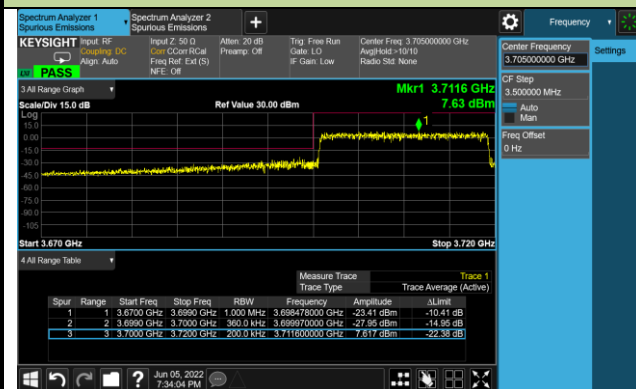 Spectrum Analyzer 1
Spurious Emissions
Spectrum Analyzer 2
Spurious Emissions
Frequency
KEYSIGHT
Input: RF
Coupling: DC
Align: Auto
Input Z: 50 Ω
Corr CCorr RCal
Freq Ref: Ext (S)
NFE: Off
Atten: 20 dB
Preamp: Off
Trig: Free Run
Gate: LO
IF Gain: Low
Center Freq: 3.705000000 GHz
Avg|Hold:>10/10
Radio Std: None
PASS
Center Frequency
3.705000000 GHz
Settings
CF Step
3.500000 MHz
Auto
Man
Freq Offset
0 Hz
3 All Range Graph
Mkr1 3.7116 GHz
7.63 dBm
Scale/Div 15.0 dB
Ref Value 30.00 dBm
Log
15.0
0.00
-15.0
-30.0
-45.0
-60.0
-75.0
-90.0
-105
1
Start 3.670 GHz
Stop 3.720 GHz
4 All Range Table
Measure Trace Trace 1
Trace Type Trace Average (Active)
Spur Range Start Freq Stop Freq RBW Frequency Amplitude ΔLimit
1 1 3.6700 GHz 3.6990 GHz 1.000 MHz 3.698478000 GHz -23.41 dBm -10.41 dB
2 2 3.6990 GHz 3.7000 GHz 360.0 kHz 3.699970000 GHz -27.95 dBm -14.95 dB
3 3 3.7000 GHz 3.7200 GHz 200.0 kHz 3.711600000 GHz 7.617 dBm -22.38 dB
Jun 05, 2022
7:34:04 PM